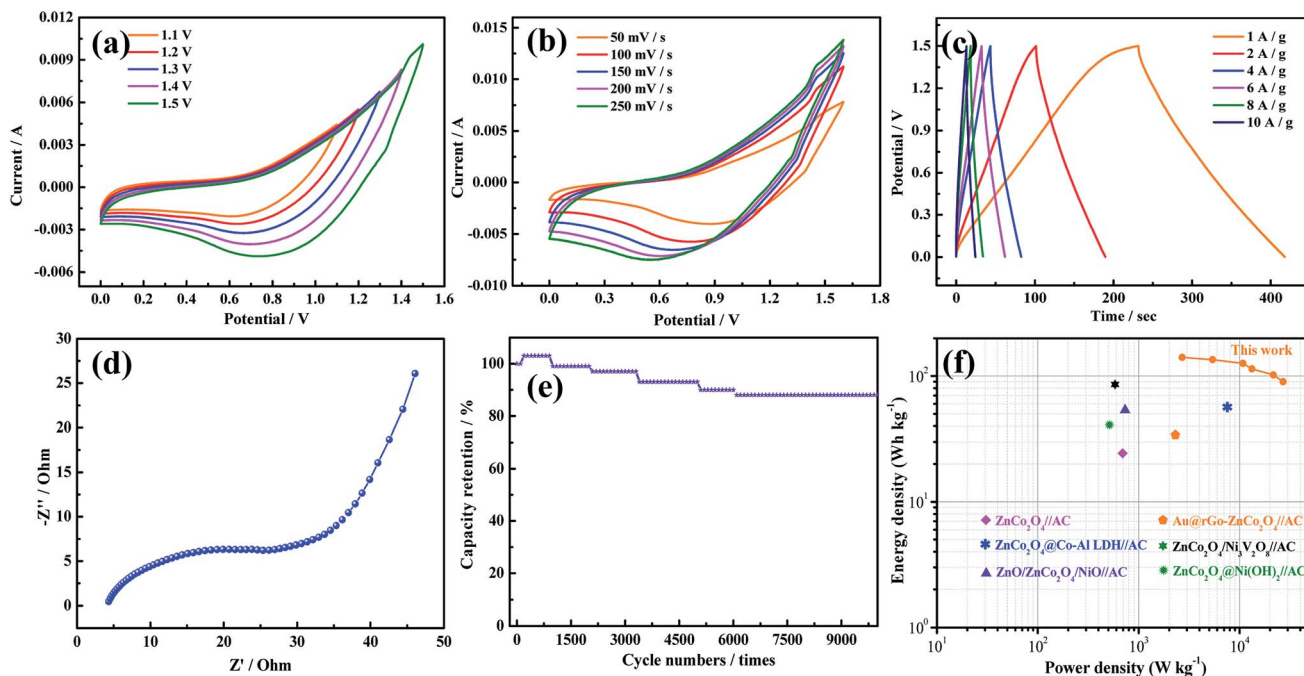 (a)
1.1 V
1.2 V
1.3 V
1.4 V
1.5 V
0.012
0.009
0.006
0.003
0.000
-0.003
-0.006
Current / A
0.0 0.2 0.4 0.6 0.8 1.0 1.2 1.4 1.6
Potential / V
(b)
50 mV / s
100 mV / s
150 mV / s
200 mV / s
250 mV / s
0.015
0.010
0.005
0.000
-0.005
-0.010
Current / A
0.0 0.3 0.6 0.9 1.2 1.5 1.8
Potential / V
(c)
1 A / g
2 A / g
4 A / g
6 A / g
8 A / g
10 A / g
1.5
1.2
0.9
0.6
0.3
0.0
Potential / V
0 100 200 300 400
Time / sec
(d)
30
25
20
15
10
5
0
-Z'' / Ohm
0 10 20 30 40 50
Z' / Ohm
(e)
100
80
60
40
20
0
Capacity retention / %
0 1500 3000 4500 6000 7500 9000
Cycle numbers / times
(f)
This work
10²
10¹
10⁰
Energy density (Wh kg⁻¹)
ZnCo₂O₄//AC
ZnCo₂O₄@Co-Al LDH//AC
ZnO/ZnCo₂O₄/NiO//AC
Au@rGo-ZnCo₂O₄//AC
ZnCo₂O₄/Ni₃V₂O₈//AC
ZnCo₂O₄@Ni(OH)₂//AC
10¹ 10² 10³ 10⁴
Power density (W kg⁻¹)